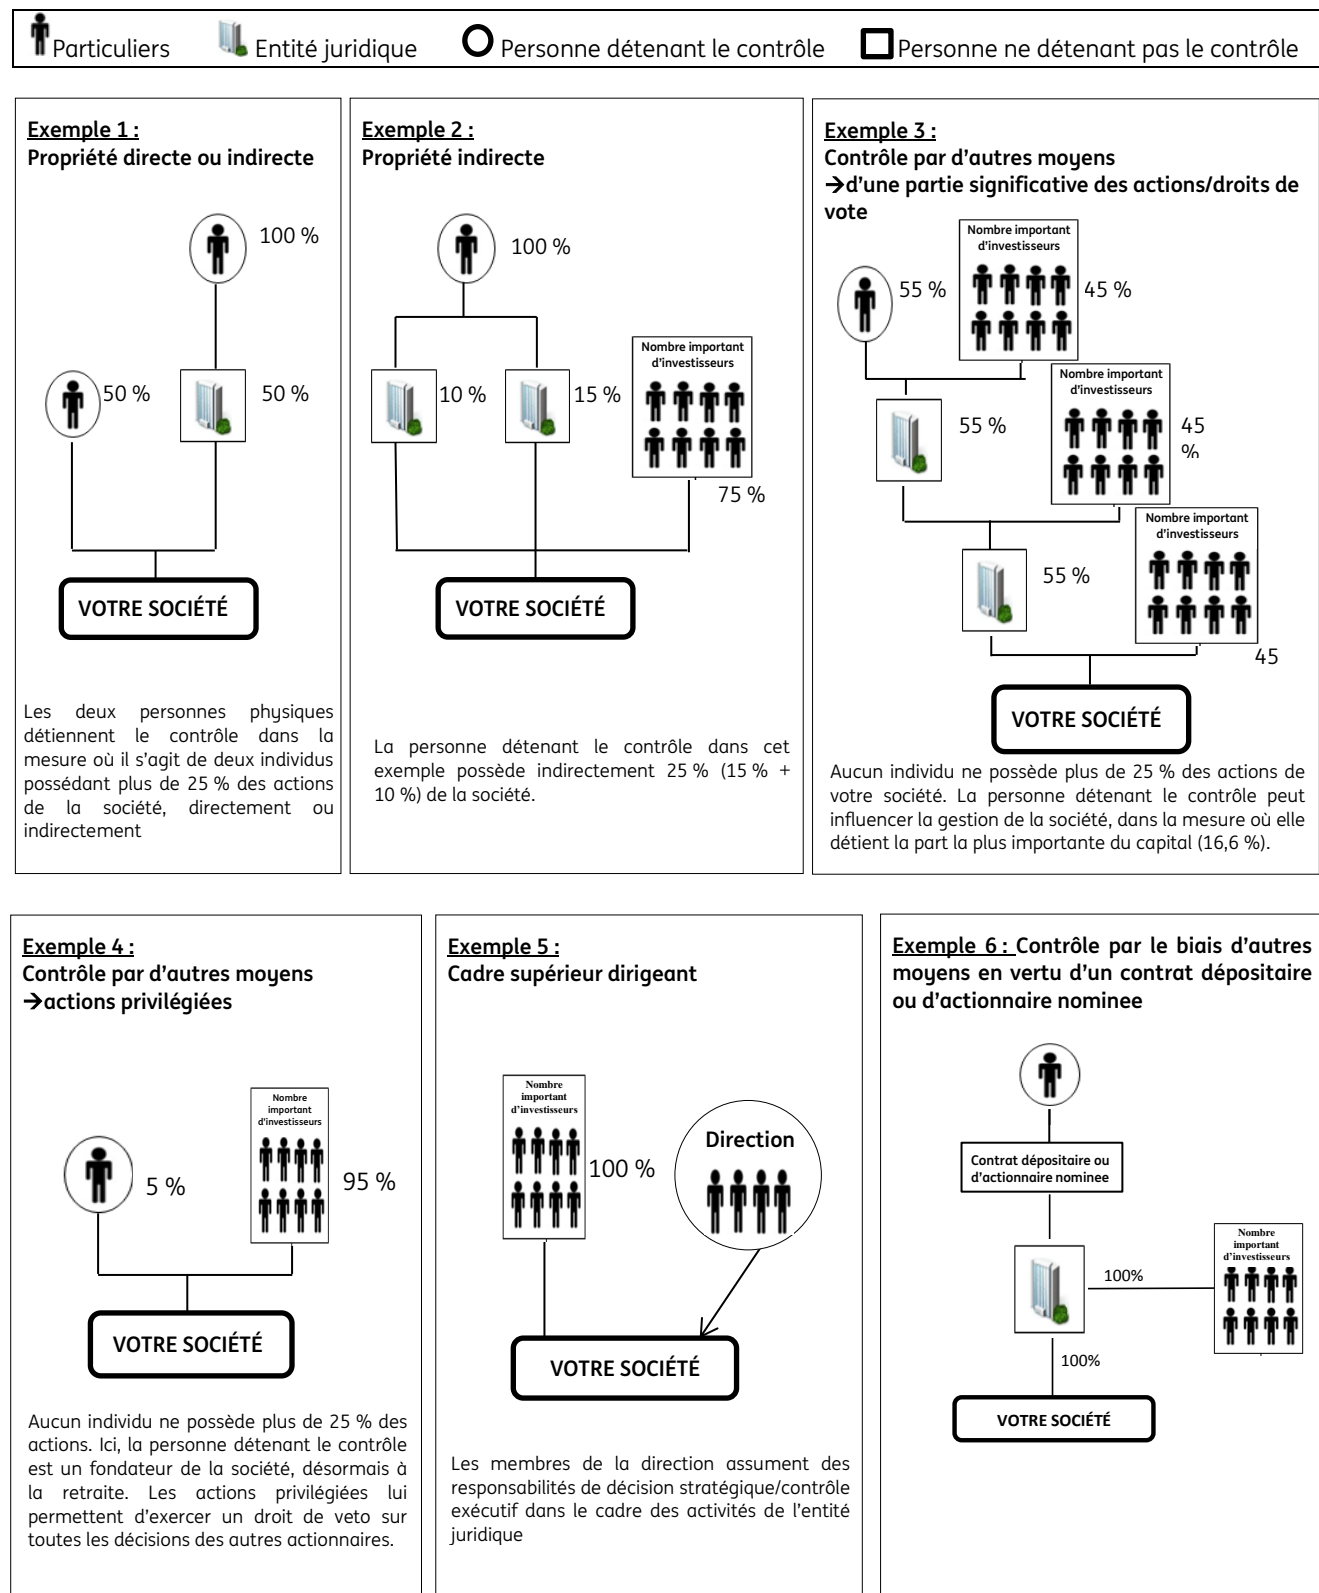 Particuliers Entité juridique Personne détenant le contrôle Personne ne détenant pas le contrôle
Exemple 1 :
Propriété directe ou indirecte
100 %
50 %
50 %
VOTRE SOCIÉTÉ
Les deux personnes physiques
détiennent le contrôle dans la
mesure où il s'agit de deux individus
possédant plus de 25 % des actions
de la société, directement ou
indirectement
Exemple 2 :
Propriété indirecte
100 %
10 %
15 %
Nombre important
d'investisseurs
75 %
VOTRE SOCIÉTÉ
La personne détenant le contrôle dans cet
exemple possède indirectement 25 % (15 % +
10 %) de la société.
Exemple 3 :
Contrôle par d'autres moyens
→d'une partie significative des actions/droits de
vote
Nombre important
d'investisseurs
55 %
45 %
Nombre important
d'investisseurs
55 %
45
%
Nombre important
d'investisseurs
55 %
45
VOTRE SOCIÉTÉ
Aucun individu ne possède plus de 25 % des actions de
votre société. La personne détenant le contrôle peut
influencer la gestion de la société, dans la mesure où elle
détient la part la plus importante du capital (16,6 %).
Exemple 4 :
Contrôle par d'autres moyens
→actions privilégiées
Nombre
important
d'investisseurs
5 %
95 %
VOTRE SOCIÉTÉ
Aucun individu ne possède plus de 25 % des
actions. Ici, la personne détenant le contrôle
est un fondateur de la société, désormais à
la retraite. Les actions privilégiées lui
permettent d'exercer un droit de veto sur
toutes les décisions des autres actionnaires.
Exemple 5 :
Cadre supérieur dirigeant
Nombre
important
d'investisseurs
100 %
Direction
VOTRE SOCIÉTÉ
Les membres de la direction assument des
responsabilités de décision stratégique/contrôle
exécutif dans le cadre des activités de l'entité
juridique
Exemple 6 : Contrôle par le biais d'autres
moyens en vertu d'un contrat dépositaire
ou d'actionnaire nominee
Contrat dépositaire ou
d'actionnaire nominee
Nombre
important
d'investisseurs
100%
100%
VOTRE SOCIÉTÉ